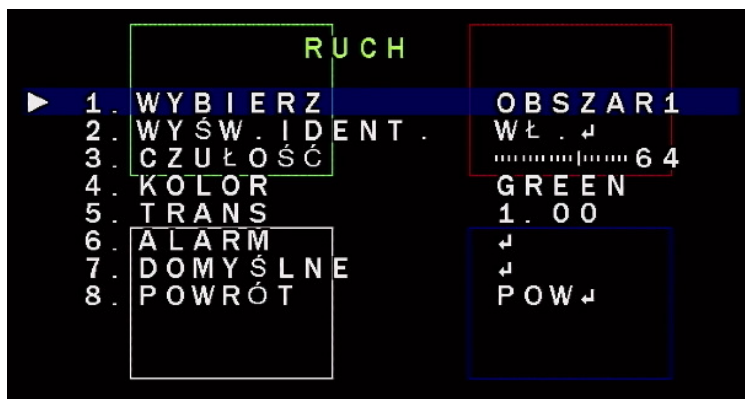 RUCH
1. WYBIERZ OBSZAR1
2. WYŚW.IDENT. WŁ.↲
3. CZUŁOŚĆ 64
4. KOLOR GREEN
5. TRANS 1.00
6. ALARM ↲
7. DOMYŚLNE ↲
8. POWRÓT POW↲